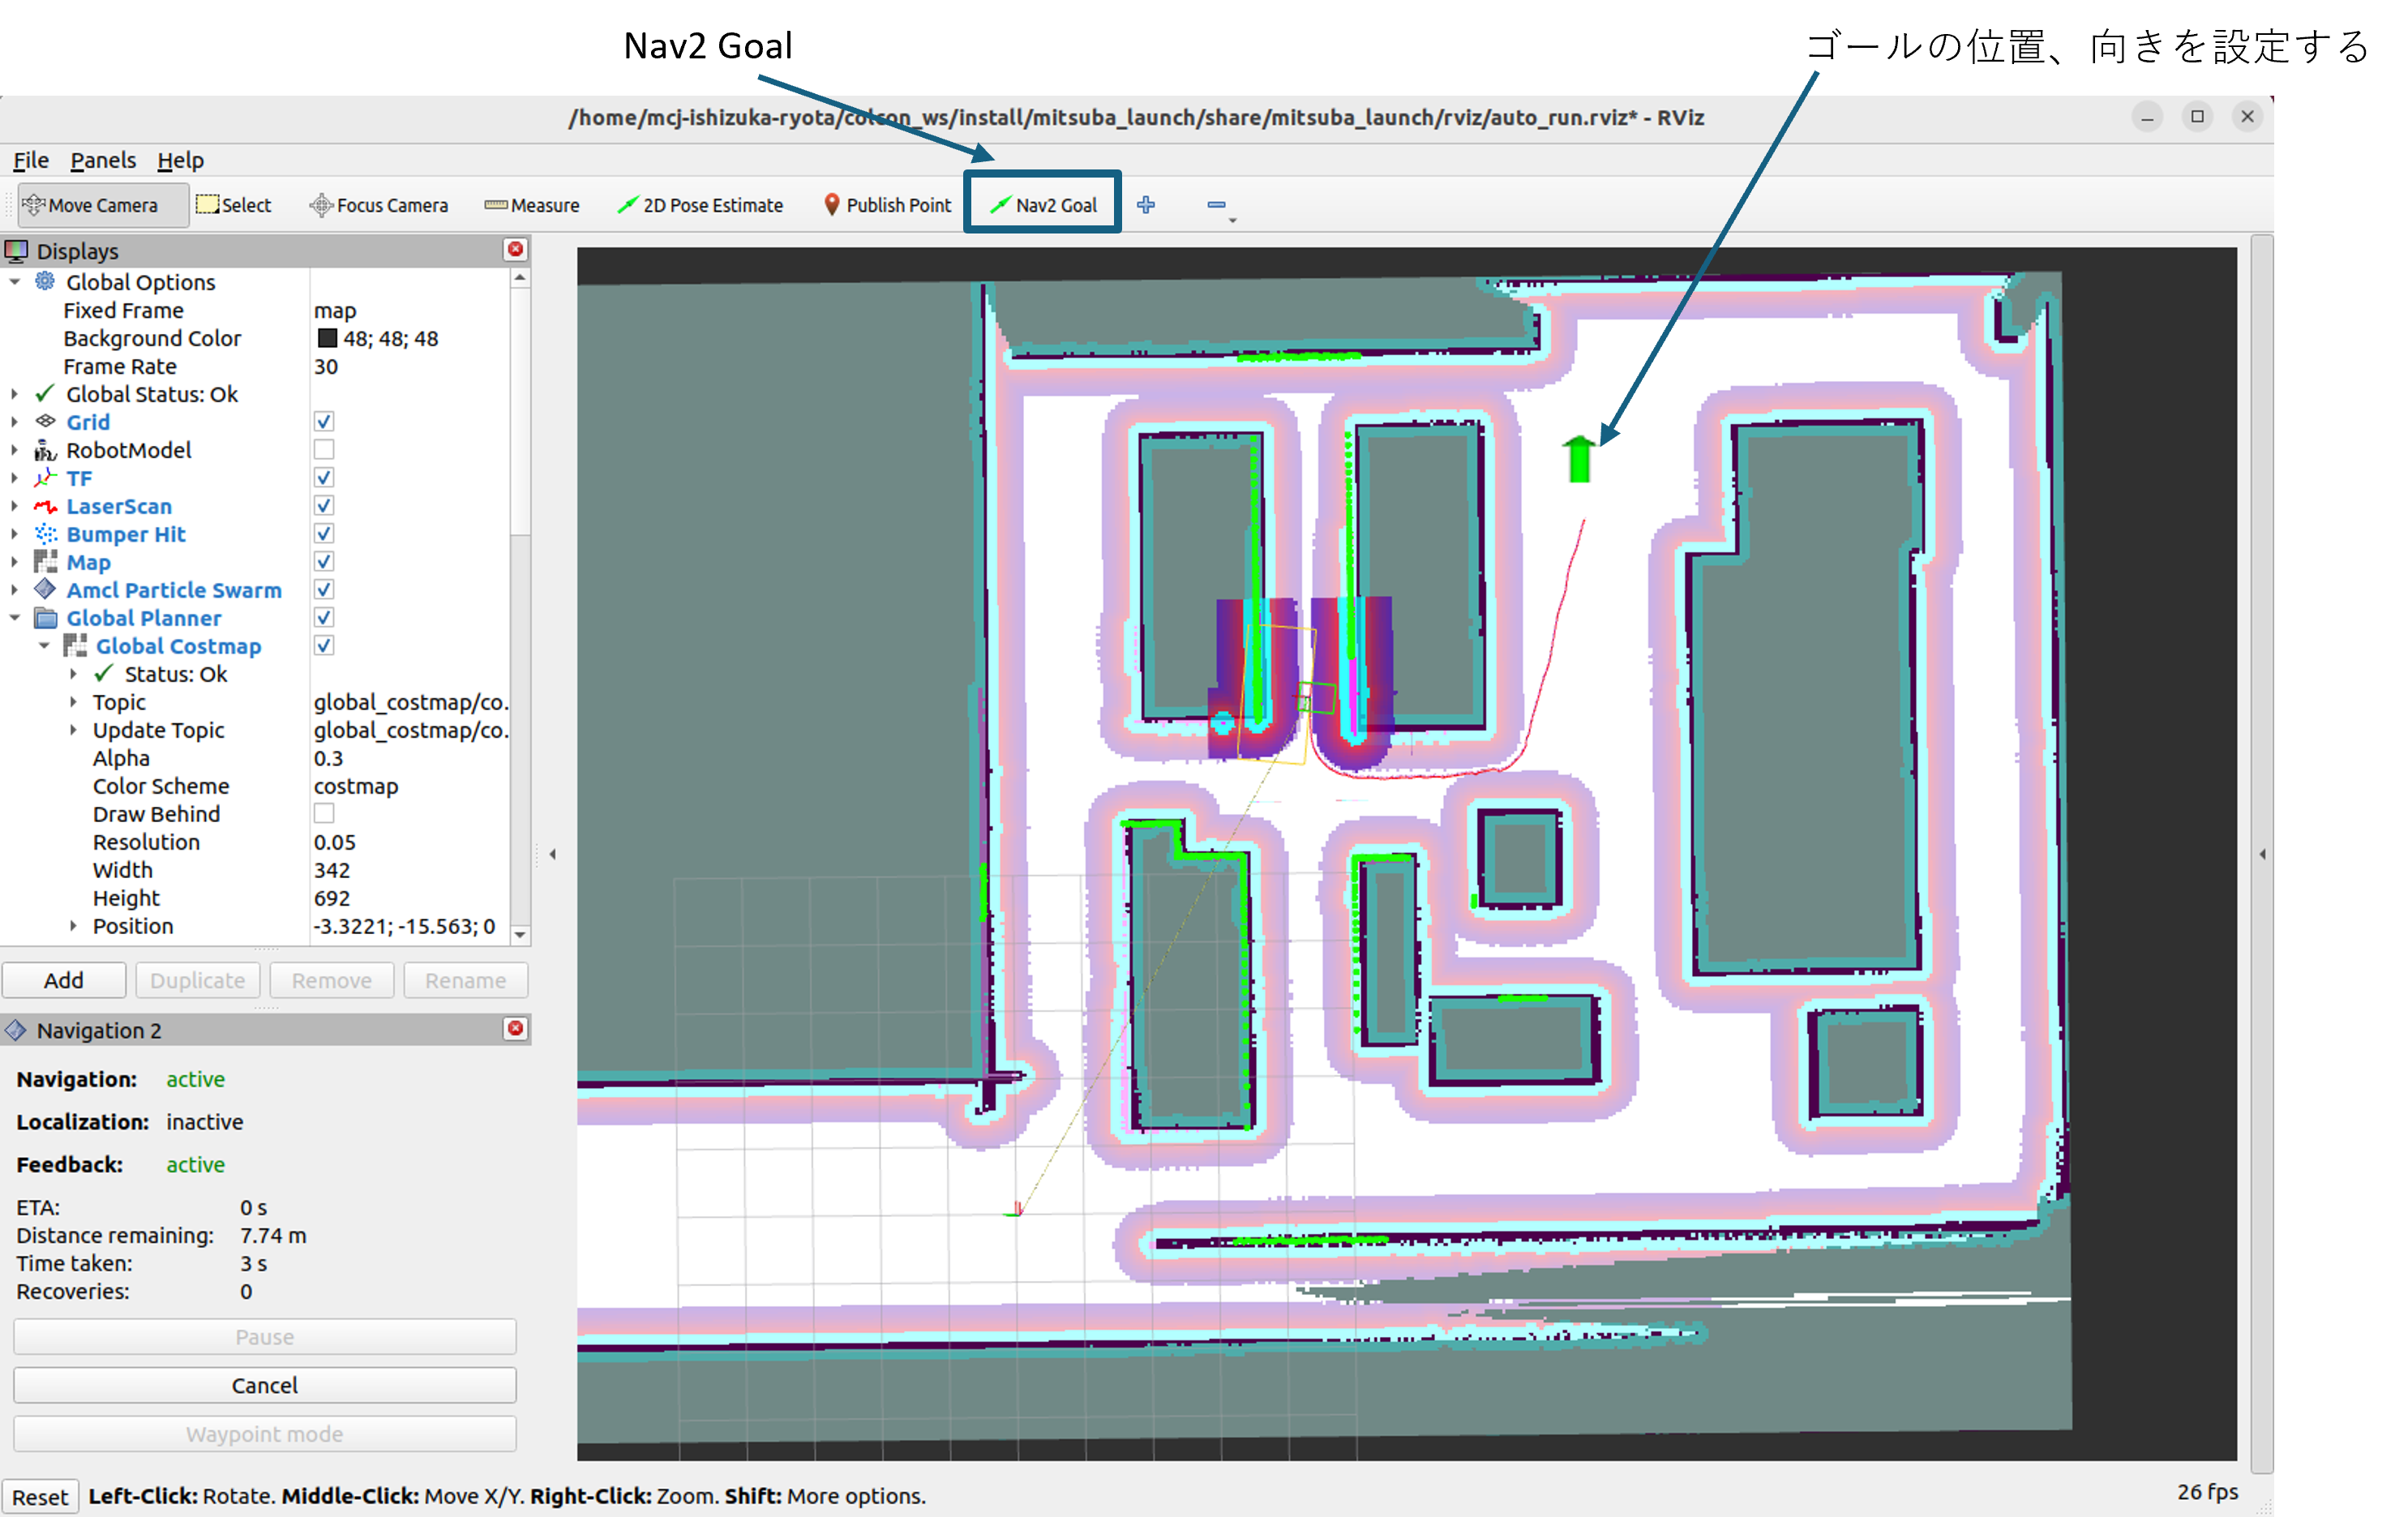 Nav2 Goal
ゴールの位置、向きを設定する
/home/mcj-ishizuka-ryota/colcon_ws/install/mitsuba_launch/share/mitsuba_launch/rviz/auto_run.rviz* - RViz
File Panels Help
Move Camera Select Focus Camera Measure 2D Pose Estimate Publish Point Nav2 Goal
Displays
Global Options
Fixed Frame map
Background Color 48; 48; 48
Frame Rate 30
Global Status: Ok
Grid
RobotModel
TF
LaserScan
Bumper Hit
Map
Amcl Particle Swarm
Global Planner
Global Costmap
Status: Ok
Topic global_costmap/co.
Update Topic global_costmap/co.
Alpha 0.3
Color Scheme costmap
Draw Behind
Resolution 0.05
Width 342
Height 692
Position -3.3221; -15.563; 0
Add Duplicate Remove Rename
Navigation 2
Navigation: active
Localization: inactive
Feedback: active
ETA: 0 s
Distance remaining: 7.74 m
Time taken: 3 s
Recoveries: 0
Pause
Cancel
Waypoint mode
Reset Left-Click: Rotate. Middle-Click: Move X/Y. Right-Click: Zoom. Shift: More options. 26 fps